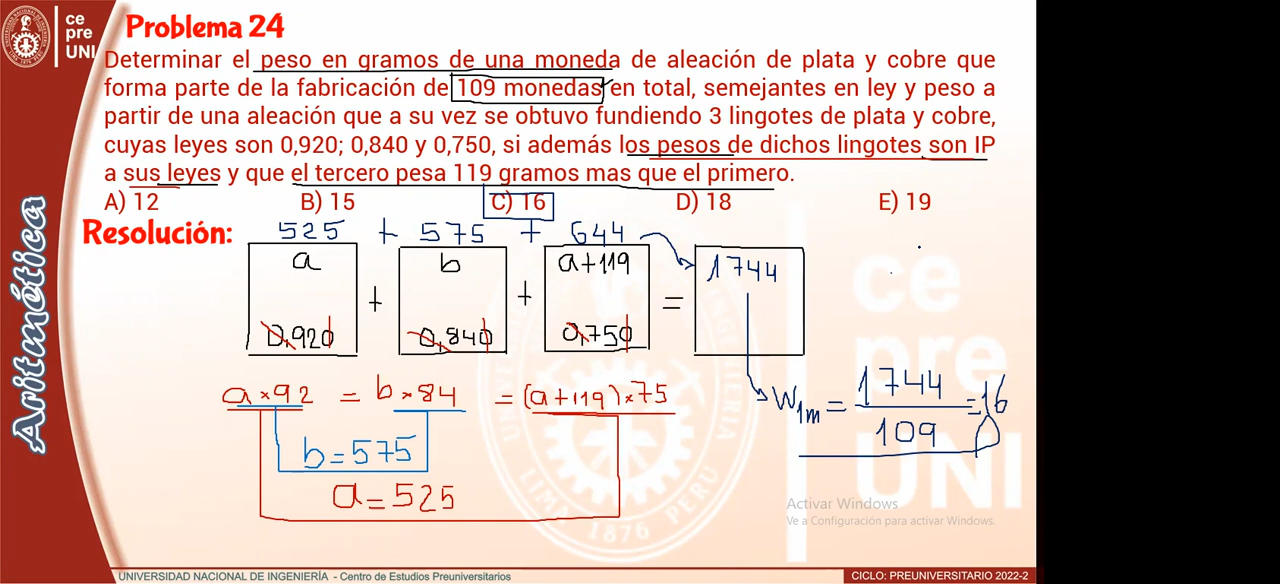 ce
pre
UNI
Problema 24
Determinar el peso en gramos de una moneda de aleación de plata y cobre que
forma parte de la fabricación de 109 monedas en total, semejantes en ley y peso a
partir de una aleación que a su vez se obtuvo fundiendo 3 lingotes de plata y cobre,
cuyas leyes son 0,920; 0,840 y 0,750, si además los pesos de dichos lingotes son IP
a sus leyes y que el tercero pesa 119 gramos mas que el primero.
A) 12 B) 15 C) 16 D) 18 E) 19
Resolución:
525 + 575 + 644
a b a+119 1744
+ + =
0,920 0,840 0,750
a×92 = b×84 = (a+119)×75
W1m = 1744/109 = 16
b=575
a=525
Aritmética
ce
pre
UNI
LIMA 1876 PERU
Activar Windows
Ve a Configuración para activar Windows.
UNIVERSIDAD NACIONAL DE INGENIERÍA - Centro de Estudios Preuniversitarios
CICLO: PREUNIVERSITARIO 2022-2